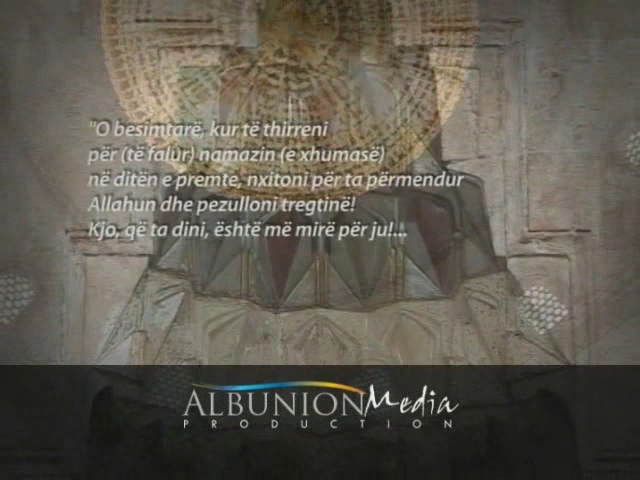 "O besimtarë, kur të thirreni
për (të falur) namazin (e xhumasë)
në ditën e premte, nxitoni për ta përmendur
Allahun dhe pezulloni tregtinë!
Kjo, që ta dini, është më mirë për ju!...
ALBUNION Media
PRODUCTION